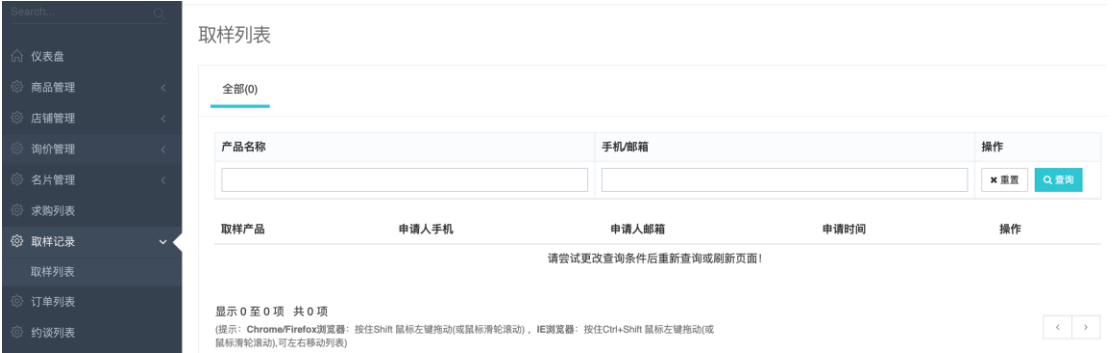 Search...
仪表盘
商品管理
店铺管理
询价管理
名片管理
求购列表
取样记录
取样列表
订单列表
约谈列表
取样列表
全部(0)
产品名称 手机/邮箱 操作
重置 查询
取样产品 申请人手机 申请人邮箱 申请时间 操作
请尝试更改查询条件后重新查询或刷新页面!
显示 0 至 0 项 共 0 项
(提示: Chrome/Firefox浏览器: 按住Shift 鼠标左键拖动(或鼠标滑轮滚动) , IE浏览器: 按住Ctrl+Shift 鼠标左键拖动(或
鼠标滑轮滚动),可左右移动列表)